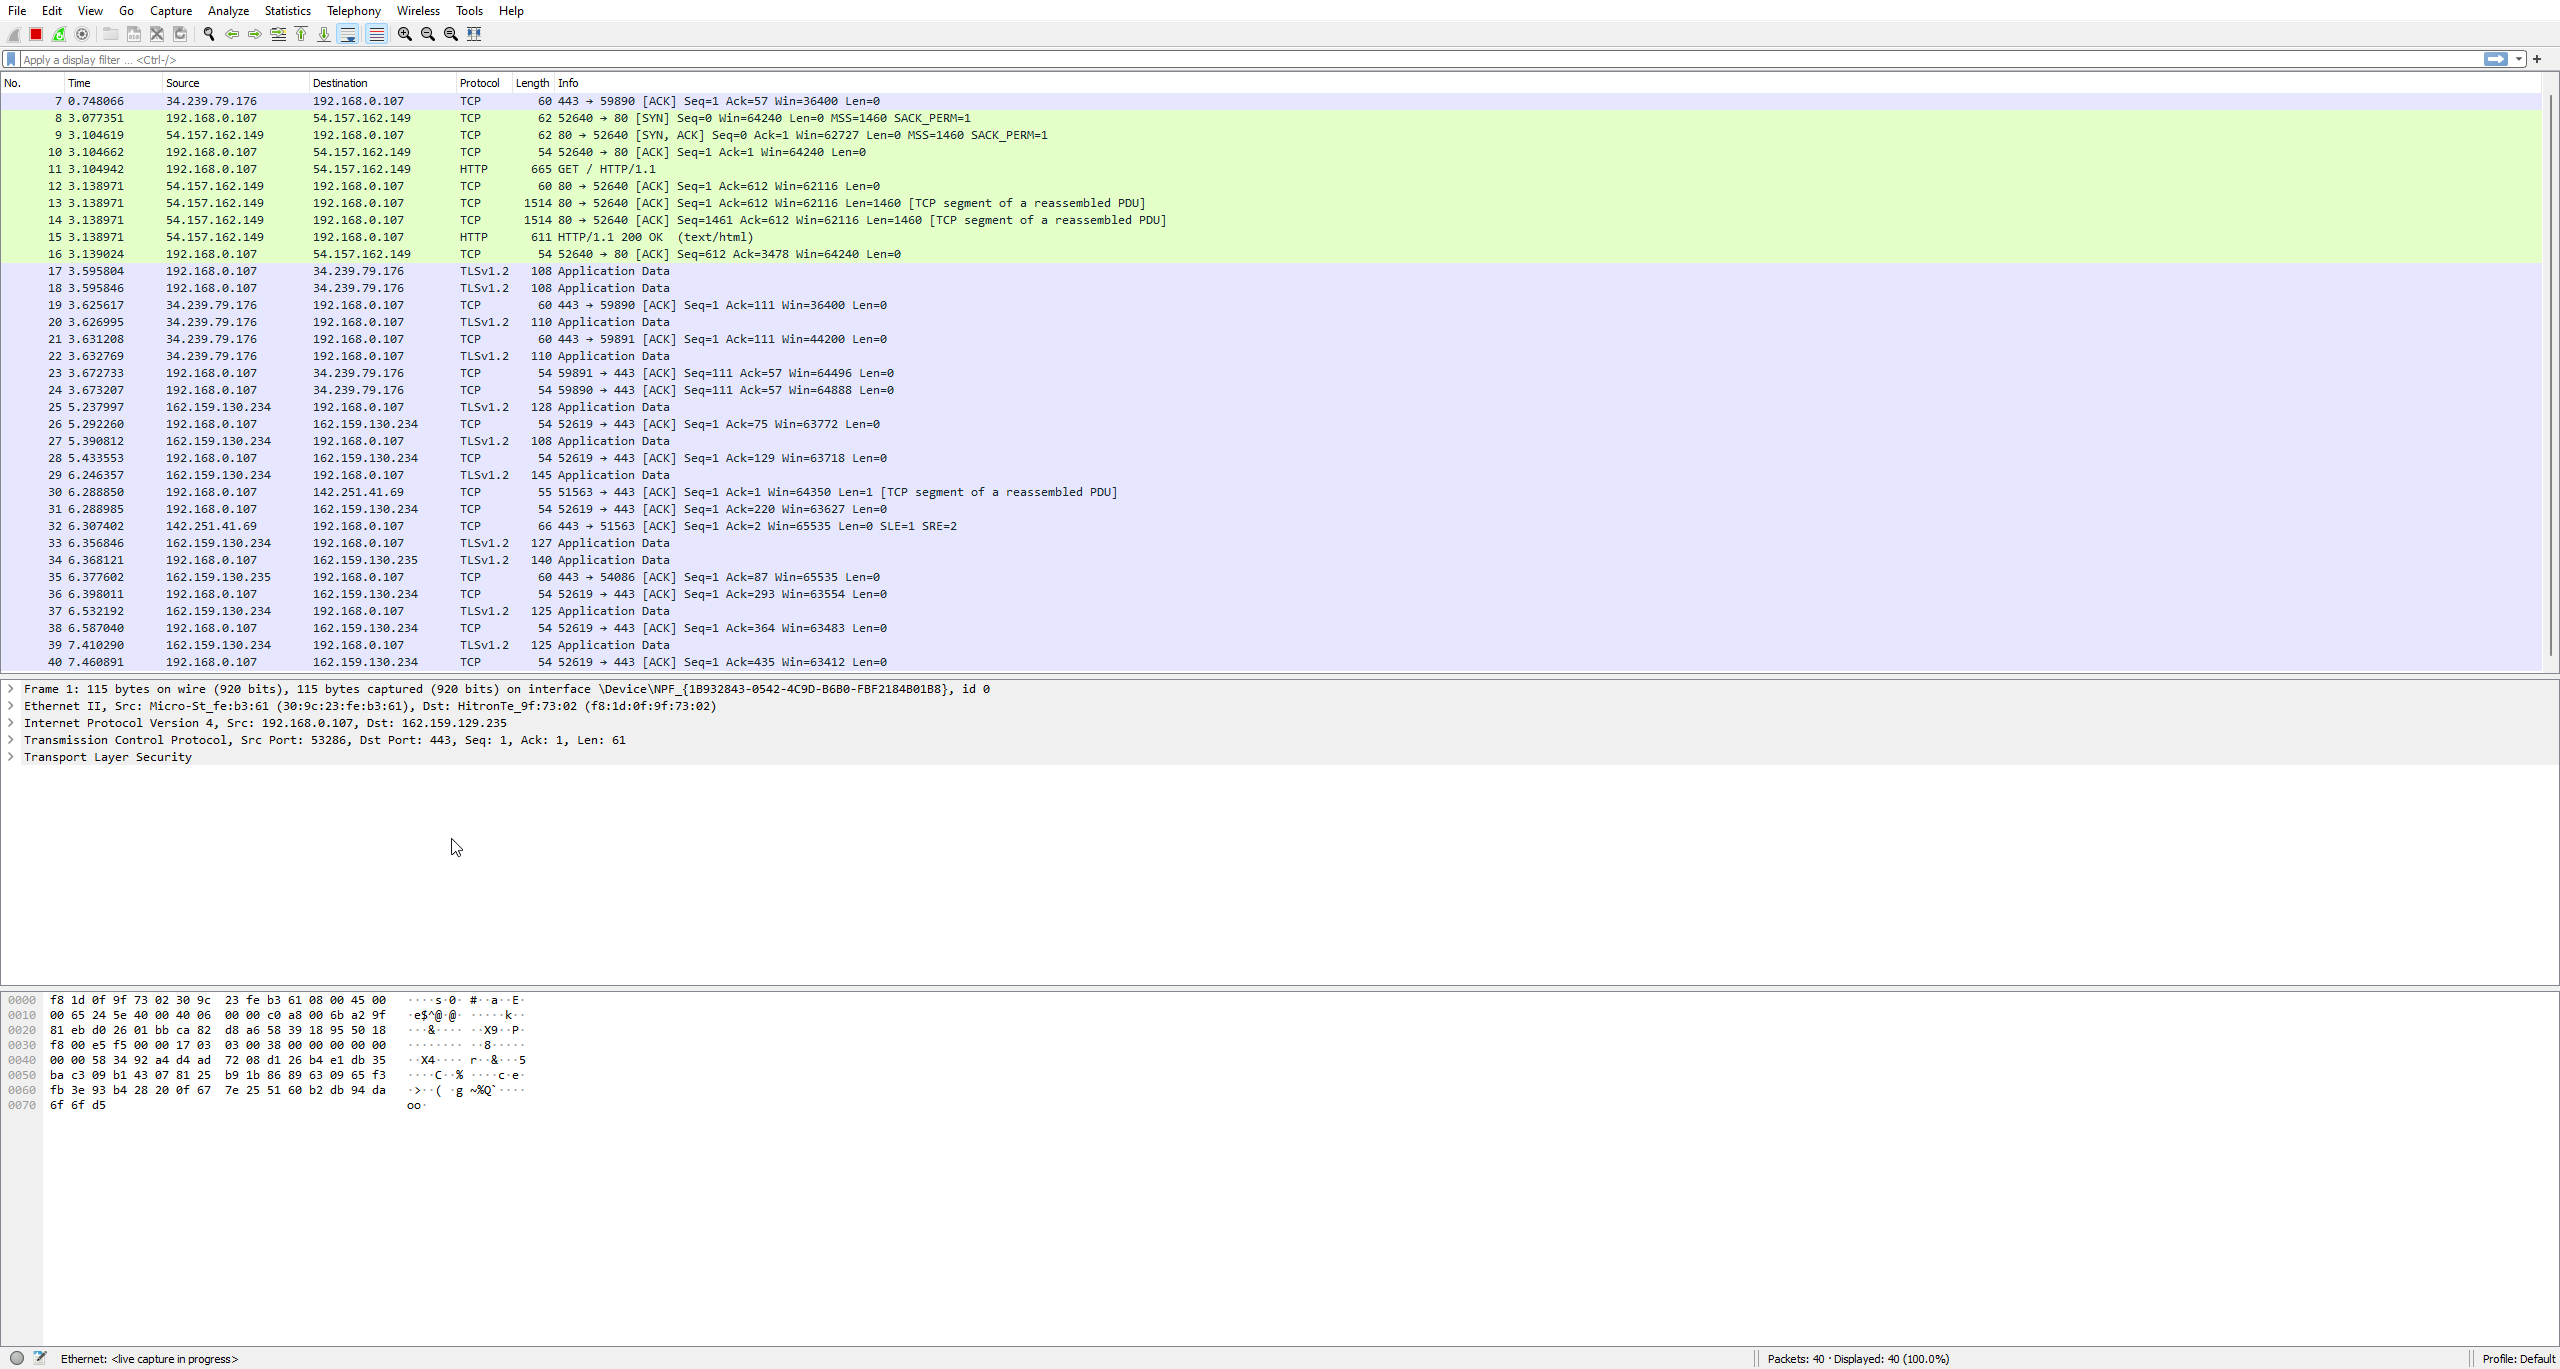 File Edit View Go Capture Analyze Statistics Telephony Wireless Tools Help
Apply a display filter ... <Ctrl-/>
No. Time Source Destination Protocol Length Info
7 0.748066 34.239.79.176 192.168.0.107 TCP 60 443 → 59890 [ACK] Seq=1 Ack=57 Win=36400 Len=0
8 3.077351 192.168.0.107 54.157.162.149 TCP 62 52640 → 80 [SYN] Seq=0 Win=64240 Len=0 MSS=1460 SACK_PERM=1
9 3.104619 54.157.162.149 192.168.0.107 TCP 62 80 → 52640 [SYN, ACK] Seq=0 Ack=1 Win=62727 Len=0 MSS=1460 SACK_PERM=1
10 3.104662 192.168.0.107 54.157.162.149 TCP 54 52640 → 80 [ACK] Seq=1 Ack=1 Win=64240 Len=0
11 3.104942 192.168.0.107 54.157.162.149 HTTP 665 GET / HTTP/1.1
12 3.138971 54.157.162.149 192.168.0.107 TCP 60 80 → 52640 [ACK] Seq=1 Ack=612 Win=62116 Len=0
13 3.138971 54.157.162.149 192.168.0.107 TCP 1514 80 → 52640 [ACK] Seq=1 Ack=612 Win=62116 Len=1460 [TCP segment of a reassembled PDU]
14 3.138971 54.157.162.149 192.168.0.107 TCP 1514 80 → 52640 [ACK] Seq=1461 Ack=612 Win=62116 Len=1460 [TCP segment of a reassembled PDU]
15 3.138971 54.157.162.149 192.168.0.107 HTTP 611 HTTP/1.1 200 OK (text/html)
16 3.139024 192.168.0.107 54.157.162.149 TCP 54 52640 → 80 [ACK] Seq=612 Ack=3478 Win=64240 Len=0
17 3.595804 192.168.0.107 34.239.79.176 TLSv1.2 108 Application Data
18 3.595846 192.168.0.107 34.239.79.176 TLSv1.2 108 Application Data
19 3.625617 34.239.79.176 192.168.0.107 TCP 60 443 → 59890 [ACK] Seq=1 Ack=111 Win=36400 Len=0
20 3.626995 34.239.79.176 192.168.0.107 TLSv1.2 110 Application Data
21 3.631208 34.239.79.176 192.168.0.107 TCP 60 443 → 59891 [ACK] Seq=1 Ack=111 Win=44200 Len=0
22 3.632769 34.239.79.176 192.168.0.107 TLSv1.2 110 Application Data
23 3.672733 192.168.0.107 34.239.79.176 TCP 54 59891 → 443 [ACK] Seq=111 Ack=57 Win=64496 Len=0
24 3.673207 192.168.0.107 34.239.79.176 TCP 54 59890 → 443 [ACK] Seq=111 Ack=57 Win=64888 Len=0
25 5.237997 162.159.130.234 192.168.0.107 TLSv1.2 128 Application Data
26 5.292260 192.168.0.107 162.159.130.234 TCP 54 52619 → 443 [ACK] Seq=1 Ack=75 Win=63772 Len=0
27 5.390812 162.159.130.234 192.168.0.107 TLSv1.2 108 Application Data
28 5.433553 192.168.0.107 162.159.130.234 TCP 54 52619 → 443 [ACK] Seq=1 Ack=129 Win=63718 Len=0
29 6.246357 162.159.130.234 192.168.0.107 TLSv1.2 145 Application Data
30 6.288850 192.168.0.107 142.251.41.69 TCP 55 51563 → 443 [ACK] Seq=1 Ack=1 Win=64350 Len=1 [TCP segment of a reassembled PDU]
31 6.288985 192.168.0.107 162.159.130.234 TCP 54 52619 → 443 [ACK] Seq=1 Ack=220 Win=63627 Len=0
32 6.307402 142.251.41.69 192.168.0.107 TCP 66 443 → 51563 [ACK] Seq=1 Ack=2 Win=65535 Len=0 SLE=1 SRE=2
33 6.356846 162.159.130.234 192.168.0.107 TLSv1.2 127 Application Data
34 6.368121 192.168.0.107 162.159.130.235 TLSv1.2 140 Application Data
35 6.377602 162.159.130.235 192.168.0.107 TCP 60 443 → 54086 [ACK] Seq=1 Ack=87 Win=65535 Len=0
36 6.398011 192.168.0.107 162.159.130.234 TCP 54 52619 → 443 [ACK] Seq=1 Ack=293 Win=63554 Len=0
37 6.532192 162.159.130.234 192.168.0.107 TLSv1.2 125 Application Data
38 6.587040 192.168.0.107 162.159.130.234 TCP 54 52619 → 443 [ACK] Seq=1 Ack=364 Win=63483 Len=0
39 7.410290 162.159.130.234 192.168.0.107 TLSv1.2 125 Application Data
40 7.460891 192.168.0.107 162.159.130.234 TCP 54 52619 → 443 [ACK] Seq=1 Ack=435 Win=63412 Len=0
Frame 1: 115 bytes on wire (920 bits), 115 bytes captured (920 bits) on interface \Device\NPF_{1B932843-0542-4C9D-B6B0-FBF2184B01B8}, id 0
Ethernet II, Src: Micro-St_fe:b3:61 (30:9c:23:fe:b3:61), Dst: HitronTe_9f:73:02 (f8:1d:0f:9f:73:02)
Internet Protocol Version 4, Src: 192.168.0.107, Dst: 162.159.129.235
Transmission Control Protocol, Src Port: 53286, Dst Port: 443, Seq: 1, Ack: 1, Len: 61
Transport Layer Security
0000 f8 1d 0f 9f 73 02 30 9c 23 fe b3 61 08 00 45 00 ····s·0· #··a··E·
0010 00 65 24 5e 40 00 40 06 00 00 c0 a8 00 6b a2 9f ·e$^@·@· ·····k··
0020 81 eb d0 26 01 bb ca 82 d8 a6 58 39 18 95 50 18 ···&···· ··X9··P·
0030 f8 00 e5 f5 00 00 17 03 03 00 38 00 00 00 00 00 ········ ··8·····
0040 00 00 58 34 92 a4 d4 ad 72 08 d1 26 b4 e1 db 35 ··X4···· r··&···5
0050 ba c3 09 b1 43 07 81 25 b9 1b 86 89 63 09 65 f3 ····C··% ····c·e·
0060 fb 3e 93 b4 28 20 0f 67 7e 25 51 60 b2 db 94 da ·>··( ·g ~%Q`····
0070 6f 6f d5 oo·
Ethernet: <live capture in progress> Packets: 40 · Displayed: 40 (100.0%) Profile: Default